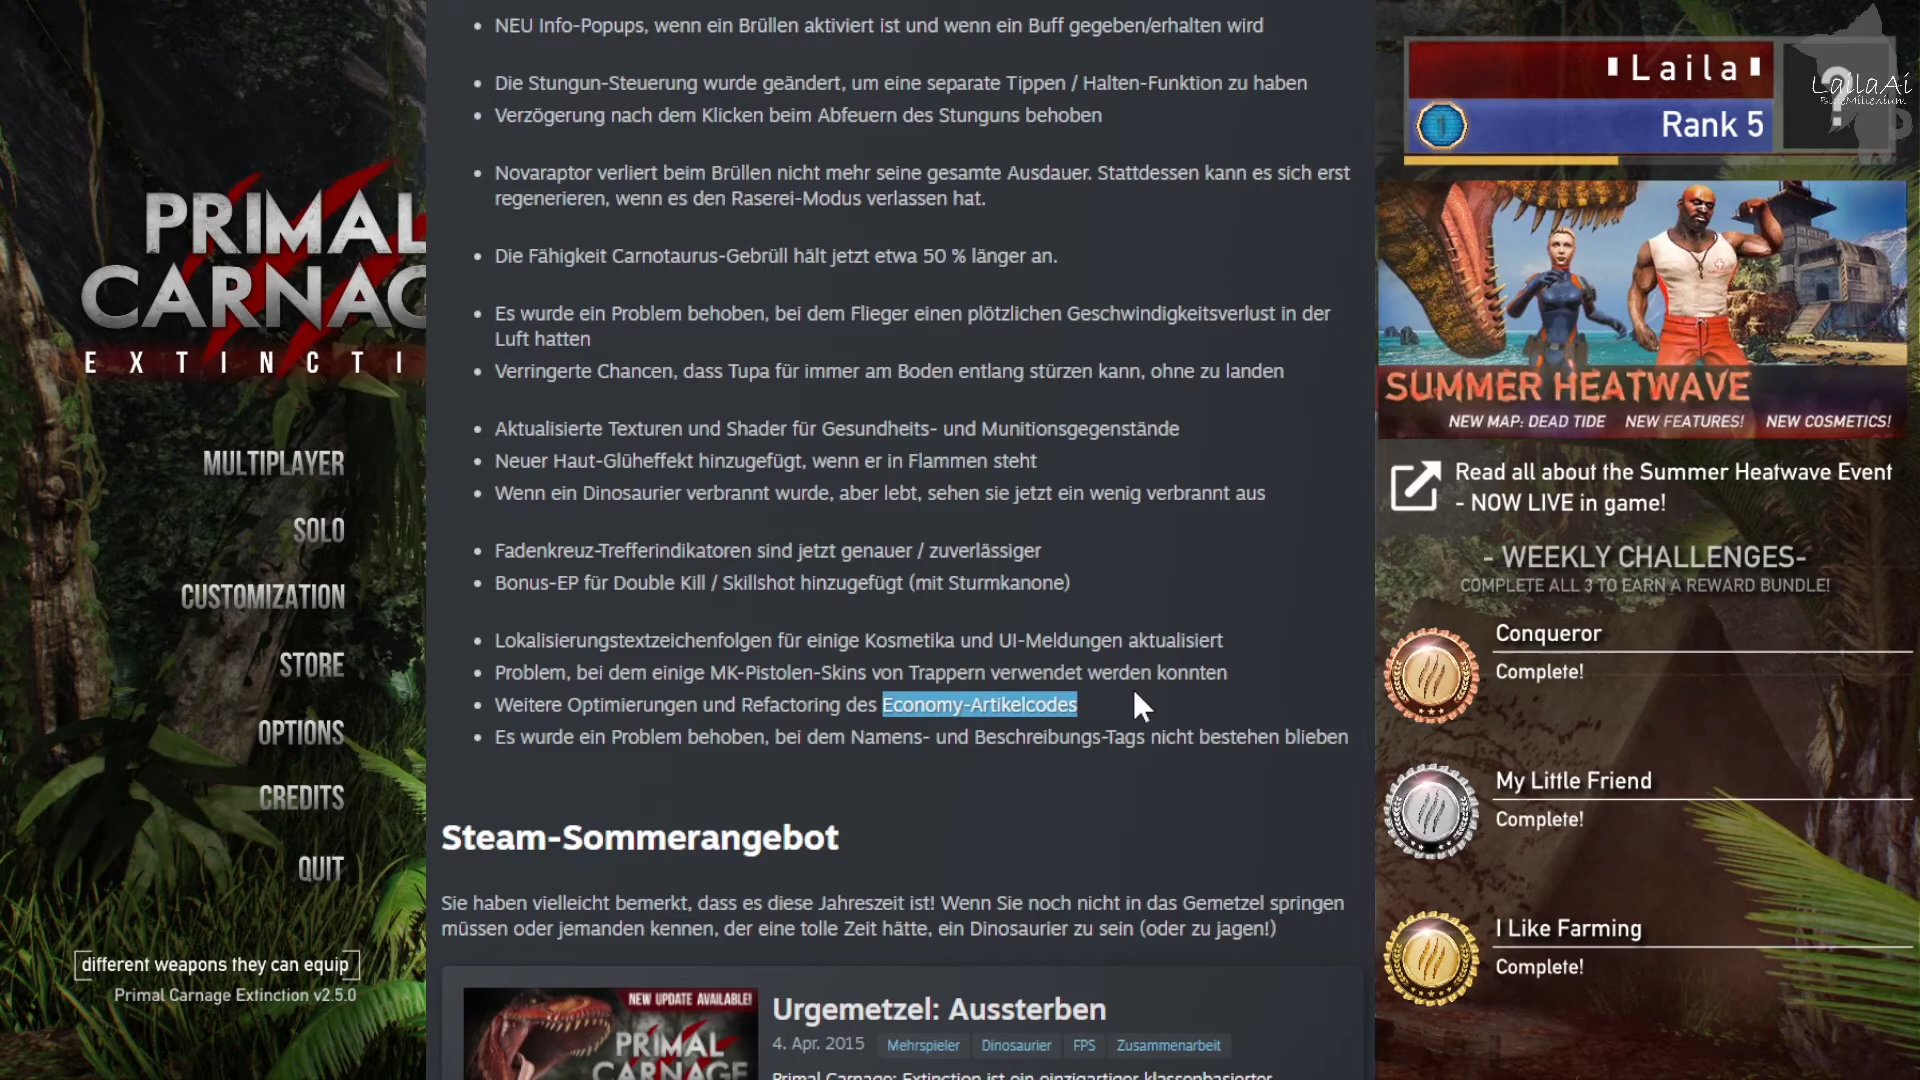 PRIMAL
CARNAG
EXTINCTI
MULTIPLAYER
SOLO
CUSTOMIZATION
STORE
OPTIONS
CREDITS
QUIT
different weapons they can equip
Primal Carnage Extinction v2.5.0
• NEU Info-Popups, wenn ein Brüllen aktiviert ist und wenn ein Buff gegeben/erhalten wird
• Die Stungun-Steuerung wurde geändert, um eine separate Tippen / Halten-Funktion zu haben
• Verzögerung nach dem Klicken beim Abfeuern des Stunguns behoben
• Novaraptor verliert beim Brüllen nicht mehr seine gesamte Ausdauer. Stattdessen kann es sich erst
regenerieren, wenn es den Raserei-Modus verlassen hat.
• Die Fähigkeit Carnotaurus-Gebrüll hält jetzt etwa 50 % länger an.
• Es wurde ein Problem behoben, bei dem Flieger einen plötzlichen Geschwindigkeitsverlust in der
Luft hatten
• Verringerte Chancen, dass Tupa für immer am Boden entlang stürzen kann, ohne zu landen
• Aktualisierte Texturen und Shader für Gesundheits- und Munitionsgegenstände
• Neuer Haut-Glüheffekt hinzugefügt, wenn er in Flammen steht
• Wenn ein Dinosaurier verbrannt wurde, aber lebt, sehen sie jetzt ein wenig verbrannt aus
• Fadenkreuz-Trefferindikatoren sind jetzt genauer / zuverlässiger
• Bonus-EP für Double Kill / Skillshot hinzugefügt (mit Sturmkanone)
• Lokalisierungstextzeichenfolgen für einige Kosmetika und UI-Meldungen aktualisiert
• Problem, bei dem einige MK-Pistolen-Skins von Trappern verwendet werden konnten
• Weitere Optimierungen und Refactoring des Economy-Artikelcodes
• Es wurde ein Problem behoben, bei dem Namens- und Beschreibungs-Tags nicht bestehen blieben
Steam-Sommerangebot
Sie haben vielleicht bemerkt, dass es diese Jahreszeit ist! Wenn Sie noch nicht in das Gemetzel springen
müssen oder jemanden kennen, der eine tolle Zeit hätte, ein Dinosaurier zu sein (oder zu jagen!)
NEW UPDATE AVAILABLE!
PRIMAL
CARNAGE
Urgemetzel: Aussterben
4. Apr. 2015 Mehrspieler Dinosaurier FPS Zusammenarbeit
Primal Carnage: Extinction ist ein einzigartiger klassenbasierter
Laila
Rank 5
1
?
LailaAi
SUMMER HEATWAVE
NEW MAP: DEAD TIDE NEW FEATURES! NEW COSMETICS!
Read all about the Summer Heatwave Event
- NOW LIVE in game!
- WEEKLY CHALLENGES-
COMPLETE ALL 3 TO EARN A REWARD BUNDLE!
Conqueror
Complete!
My Little Friend
Complete!
I Like Farming
Complete!